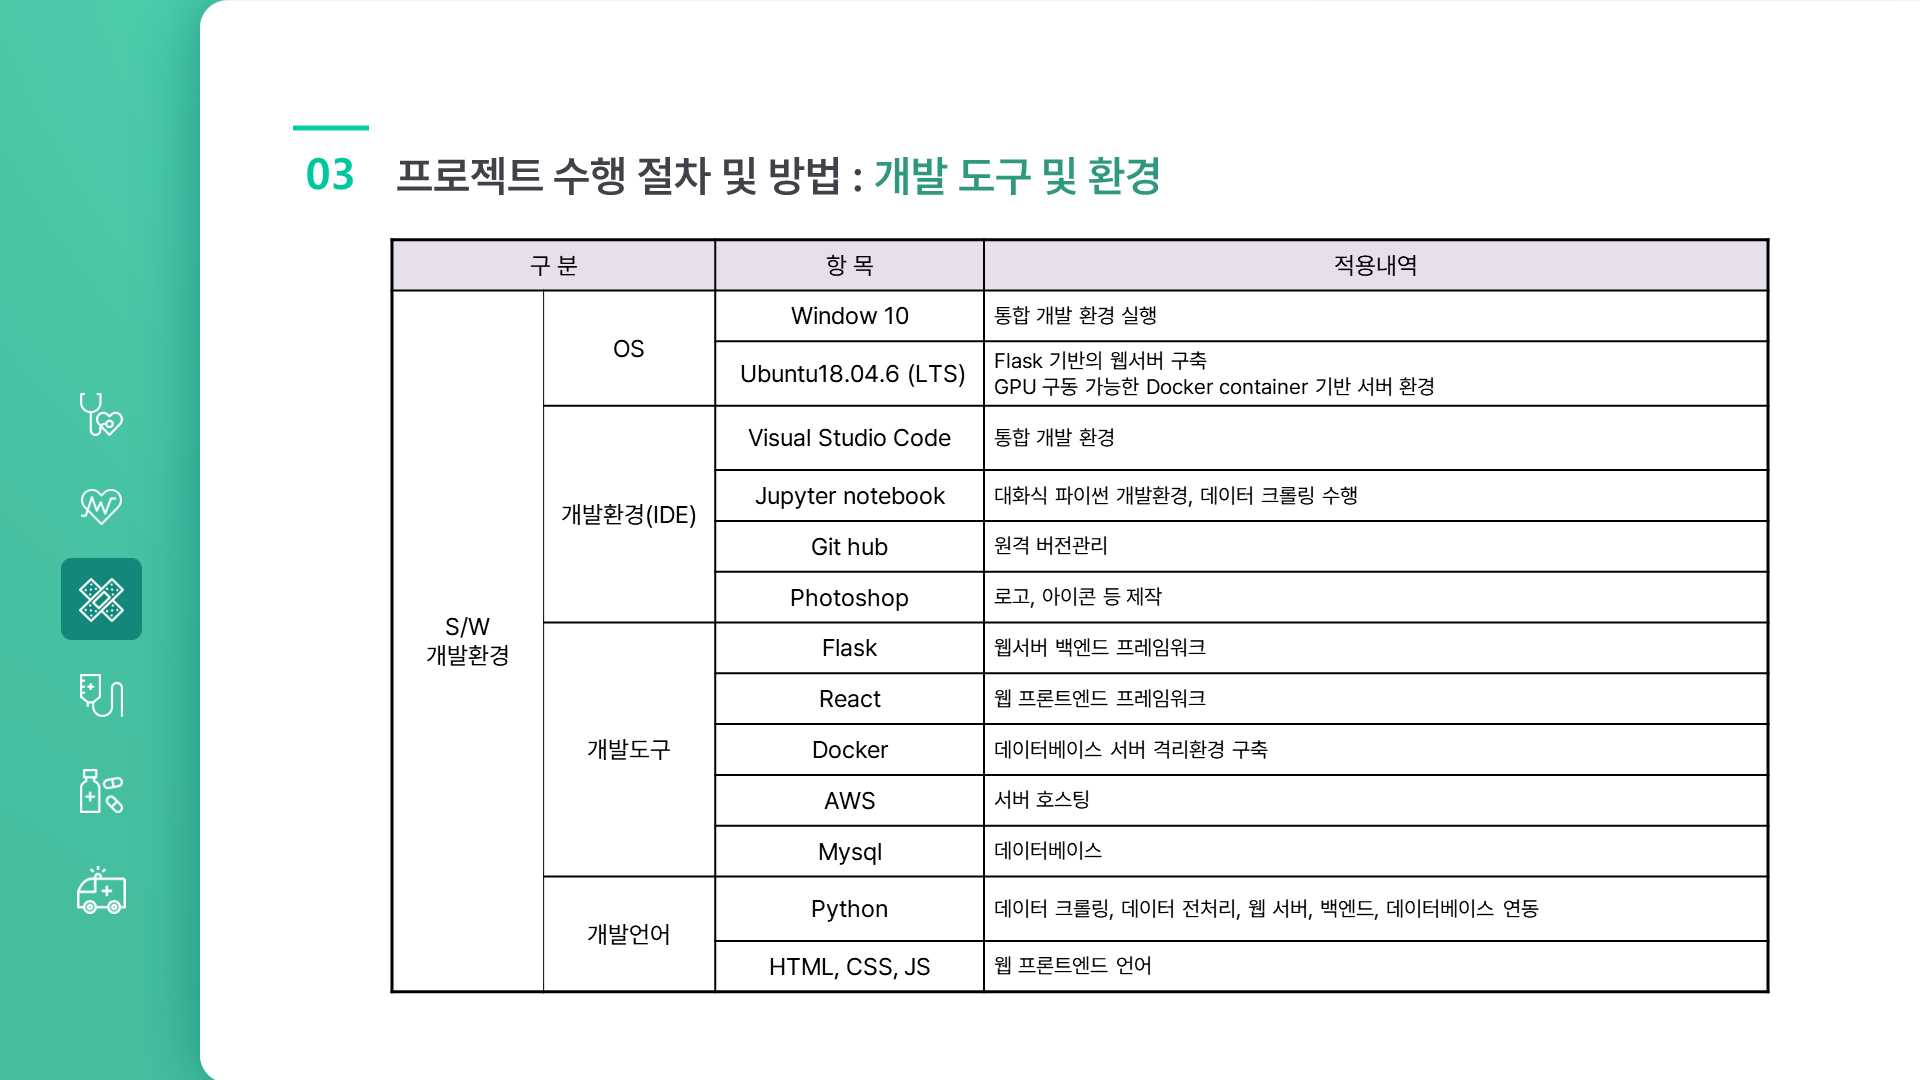 03 프로젝트 수행 절차 및 방법 : 개발 도구 및 환경
구 분 항 목 적용내역
S/W
개발환경
OS
Window 10 통합 개발 환경 실행
Ubuntu18.04.6 (LTS) Flask 기반의 웹서버 구축
GPU 구동 가능한 Docker container 기반 서버 환경
개발환경(IDE)
Visual Studio Code 통합 개발 환경
Jupyter notebook 대화식 파이썬 개발환경, 데이터 크롤링 수행
Git hub 원격 버전관리
Photoshop 로고, 아이콘 등 제작
개발도구
Flask 웹서버 백엔드 프레임워크
React 웹 프론트엔드 프레임워크
Docker 데이터베이스 서버 격리환경 구축
AWS 서버 호스팅
Mysql 데이터베이스
개발언어
Python 데이터 크롤링, 데이터 전처리, 웹 서버, 백엔드, 데이터베이스 연동
HTML, CSS, JS 웹 프론트엔드 언어